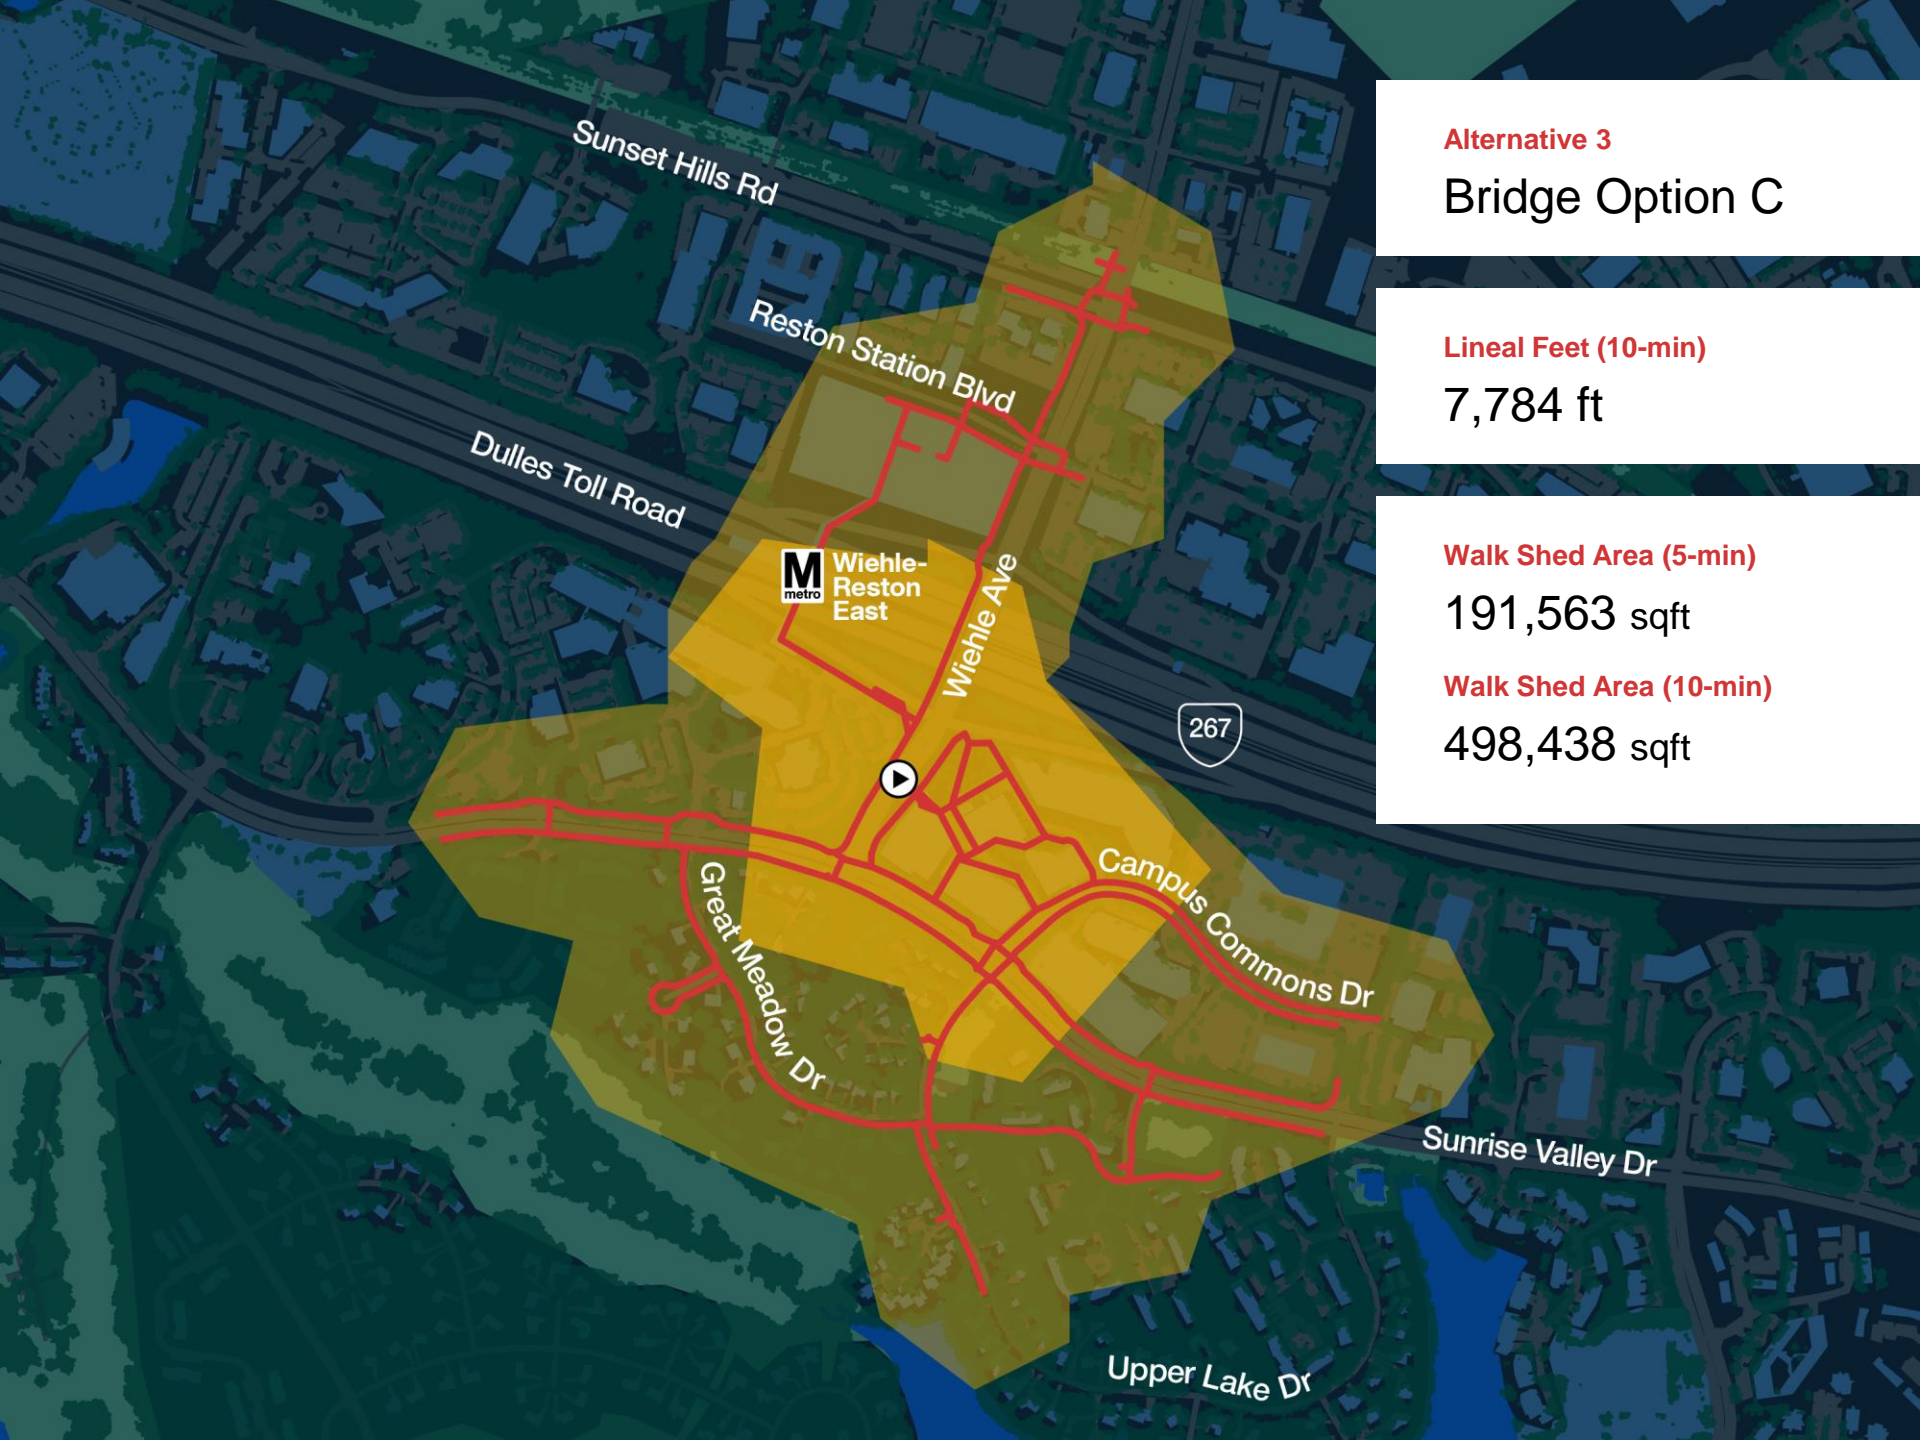 Sunset Hills Rd
Reston Station Blvd
Dulles Toll Road
M
metro
Wiehle-
Reston
East
Wiehle Ave
267
Campus Commons Dr
Great Meadow Dr
Sunrise Valley Dr
Upper Lake Dr
Alternative 3
Bridge Option C
Lineal Feet (10-min)
7,784 ft
Walk Shed Area (5-min)
191,563 sqft
Walk Shed Area (10-min)
498,438 sqft